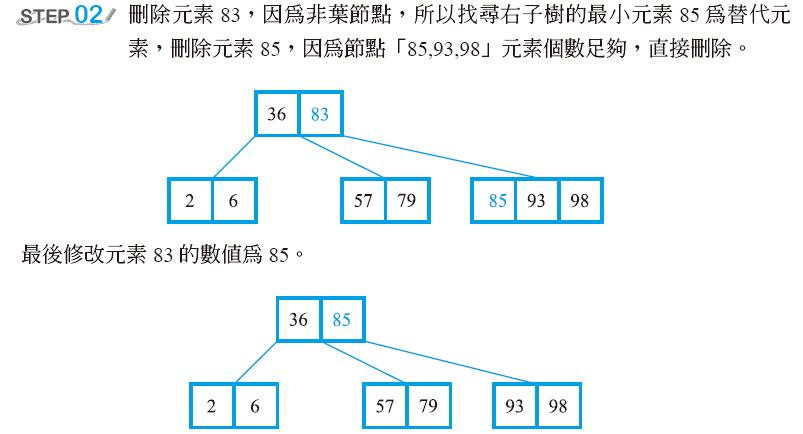 STEP 02 刪除元素 83，因爲非葉節點，所以找尋右子樹的最小元素 85 爲替代元
素，刪除元素 85，因爲節點「85,93,98」元素個數足夠，直接刪除。
36 83
2 6 57 79 85 93 98
最後修改元素 83 的數值爲 85。
36 85
2 6 57 79 93 98